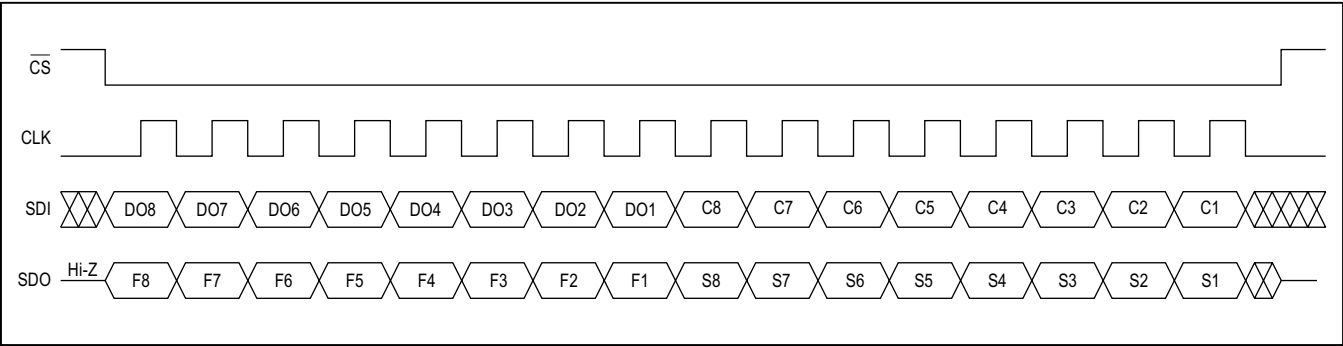 CS
CLK
SDI DO8 DO7 DO6 DO5 DO4 DO3 DO2 DO1 C8 C7 C6 C5 C4 C3 C2 C1
SDO Hi-Z F8 F7 F6 F5 F4 F3 F2 F1 S8 S7 S6 S5 S4 S3 S2 S1